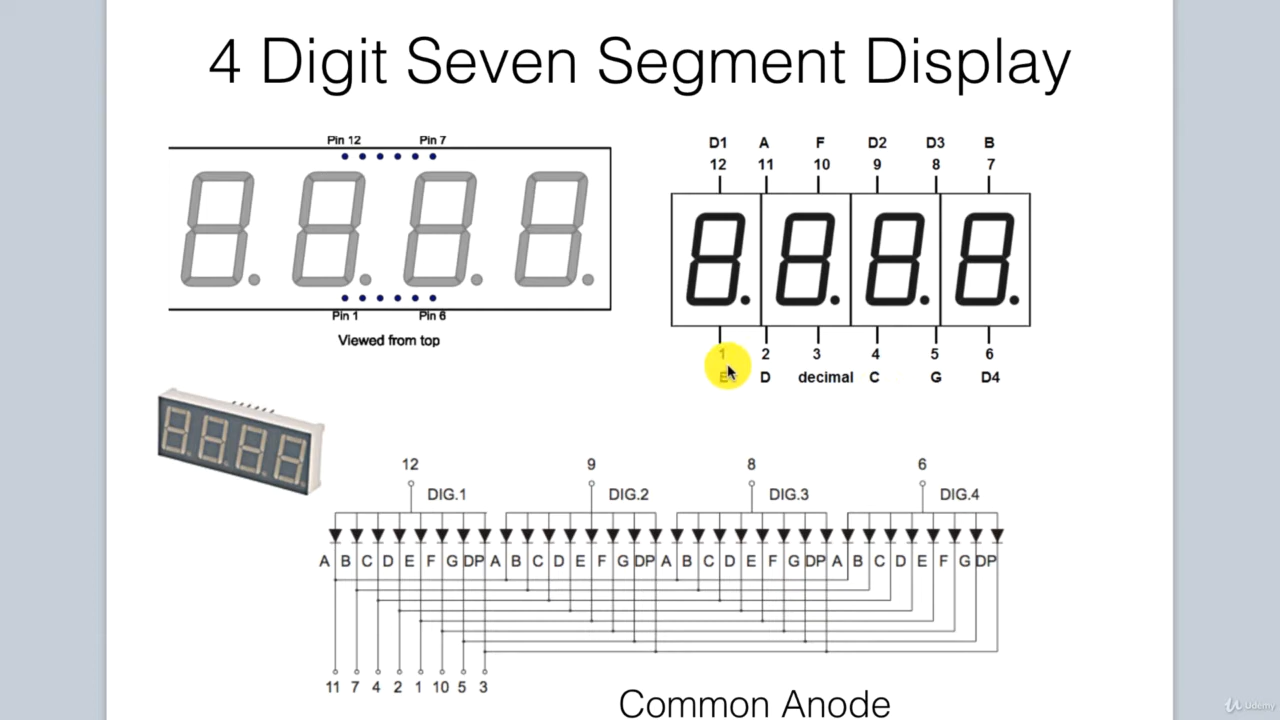 4 Digit Seven Segment Display
Pin 12 Pin 7
Pin 1 Pin 6
Viewed from top
D1 A F D2 D3 B
12 11 10 9 8 7
1 2 3 4 5 6
E D decimal C G D4
12 9 8 6
DIG.1 DIG.2 DIG.3 DIG.4
A B C D E F G DP A B C D E F G DP A B C D E F G DP A B C D E F G DP
11 7 4 2 1 10 5 3
Common Anode
Udemy